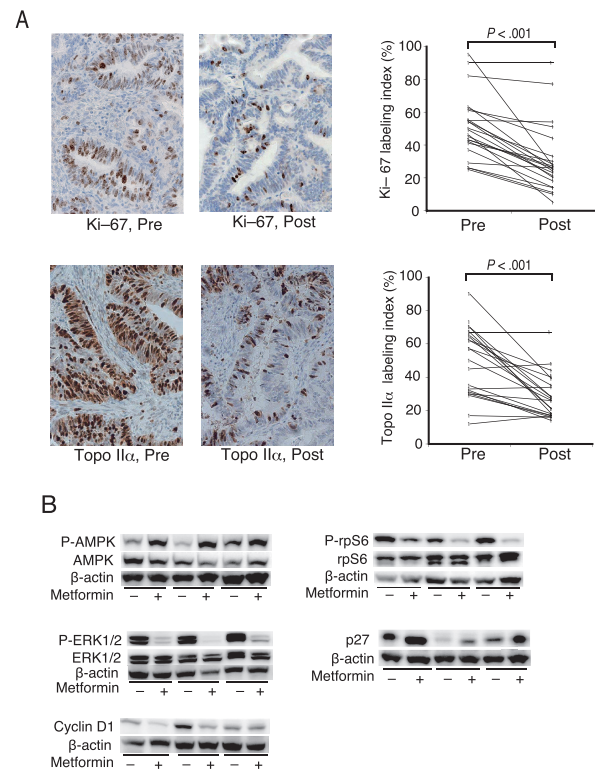 A
P < .001
Ki– 67 labeling index (%)
100
80
60
40
20
0
Pre Post
Ki–67, Pre
Ki–67, Post
P < .001
Topo IIα labeling index (%)
100
80
60
40
20
0
Pre Post
Topo IIα, Pre
Topo IIα, Post
B
P-AMPK
AMPK
β-actin
Metformin – + – + – +
P-rpS6
rpS6
β-actin
Metformin – + – + – +
P-ERK1/2
ERK1/2
β-actin
Metformin – + – + – +
p27
β-actin
Metformin – + – + – +
Cyclin D1
β-actin
Metformin – + – + – +